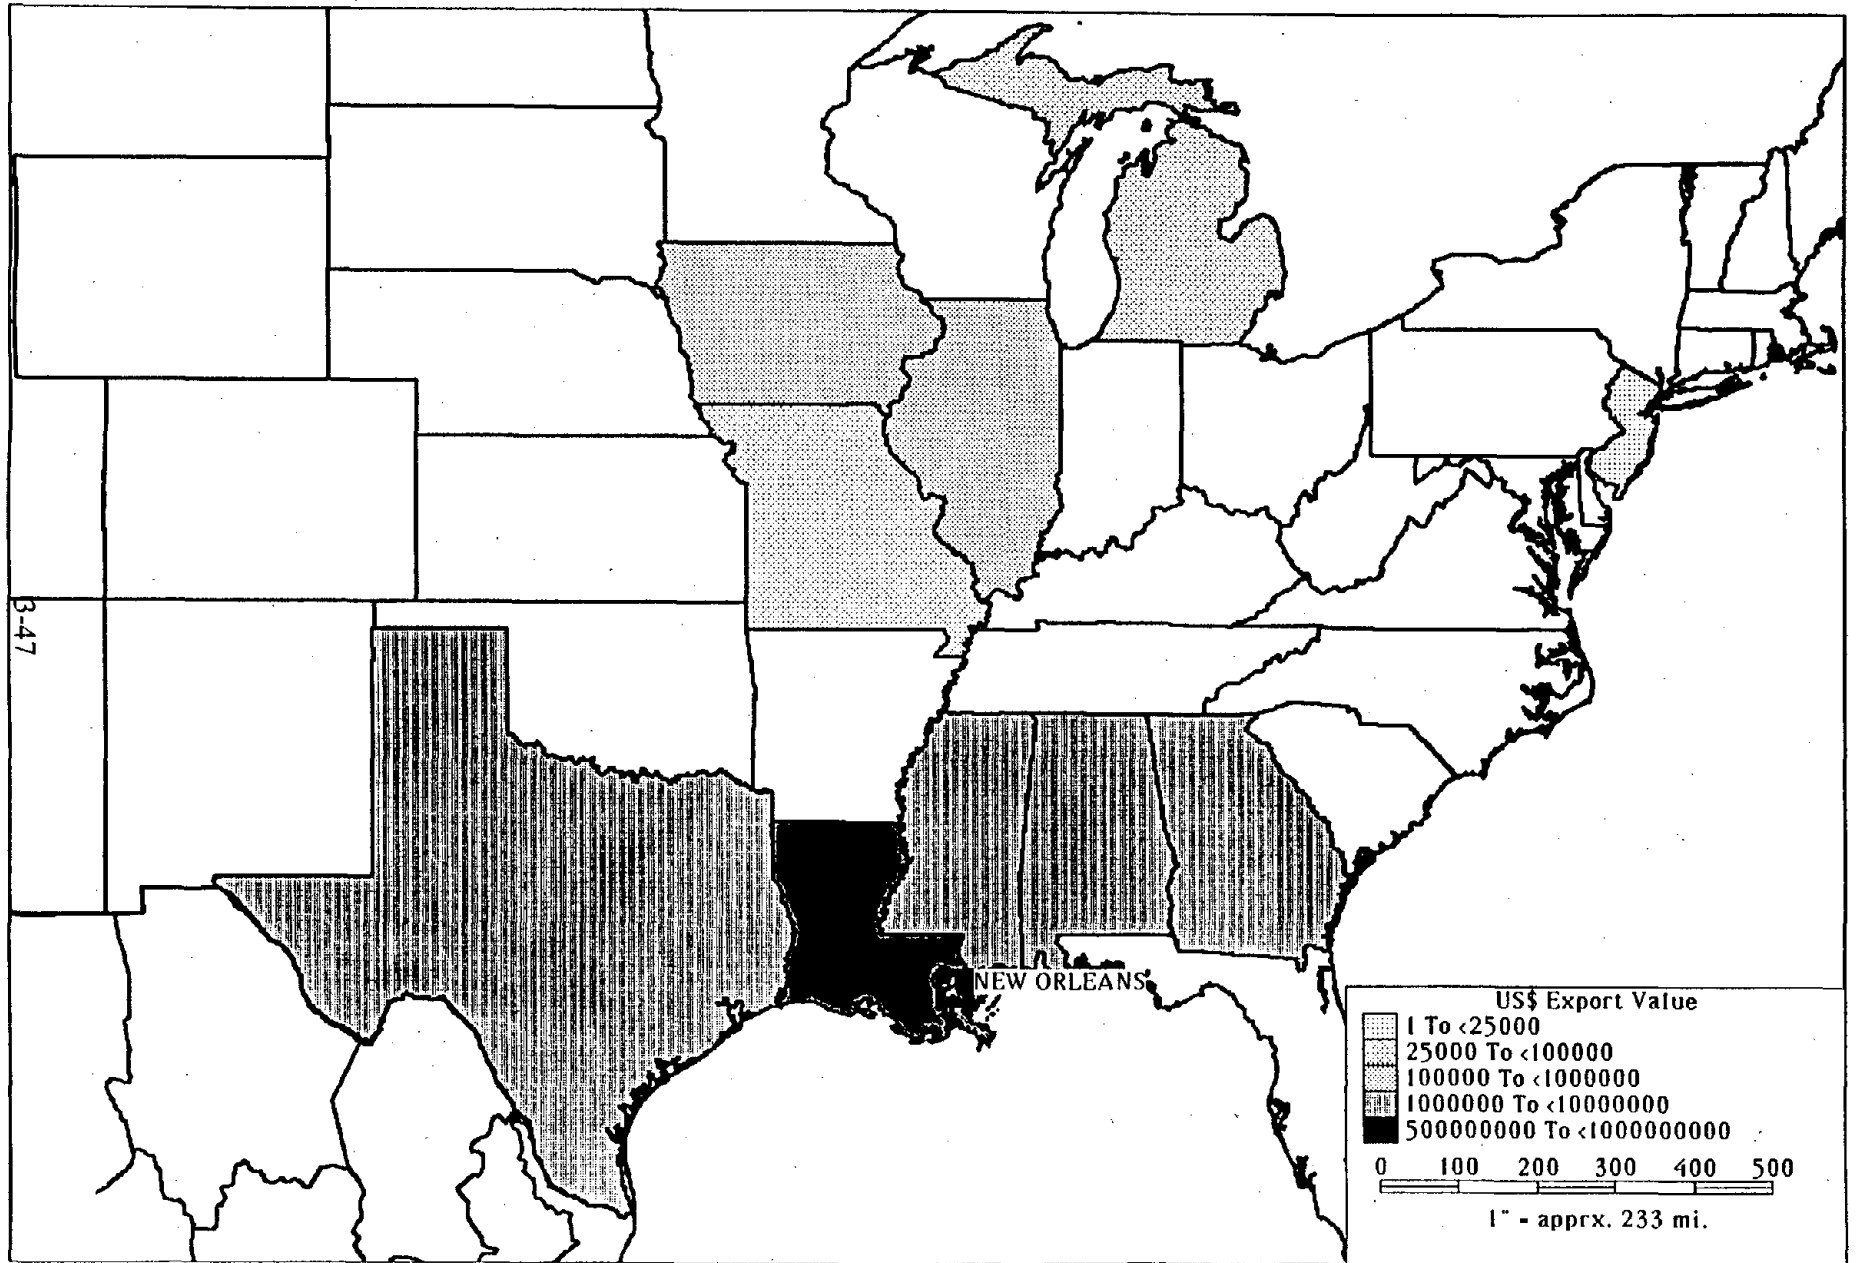 3-47
NEW ORLEANS
US$ Export Value
1 To <25000
25000 To <100000
100000 To <1000000
1000000 To <10000000
500000000 To <1000000000
0 100 200 300 400 500
1" - apprx. 233 mi.